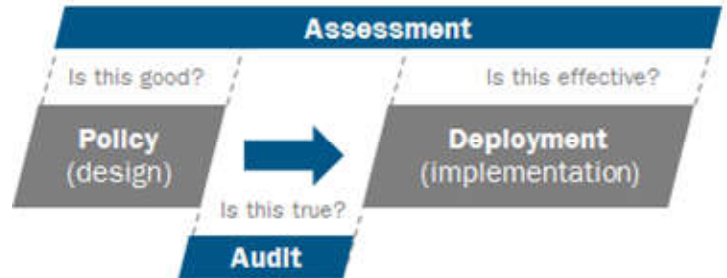 Assessment
Is this good?
Is this effective?
Policy
(design)
Deployment
(implementation)
Is this true?
Audit